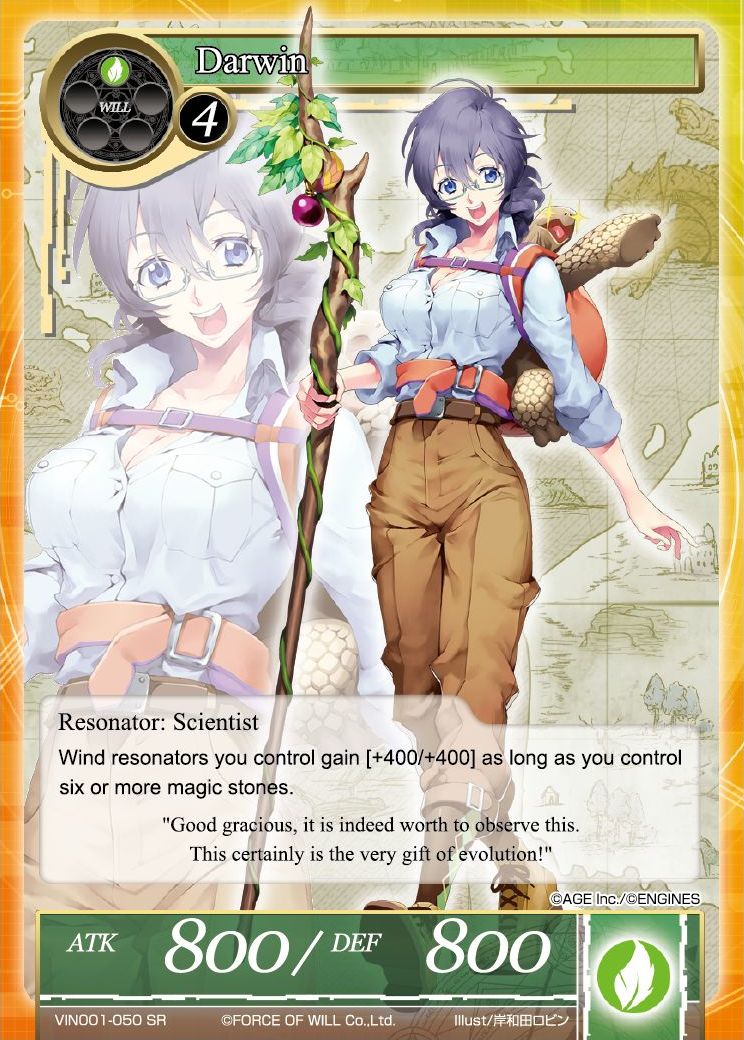 Darwin
WILL
4
Resonator: Scientist
Wind resonators you control gain [+400/+400] as long as you control
six or more magic stones.
"Good gracious, it is indeed worth to observe this.
This certainly is the very gift of evolution!"
©AGE Inc./©ENGINES
ATK 800/ DEF 800
VIN001-050 SR ©FORCE OF WILL Co.,Ltd. Illust/岸和田ロビン